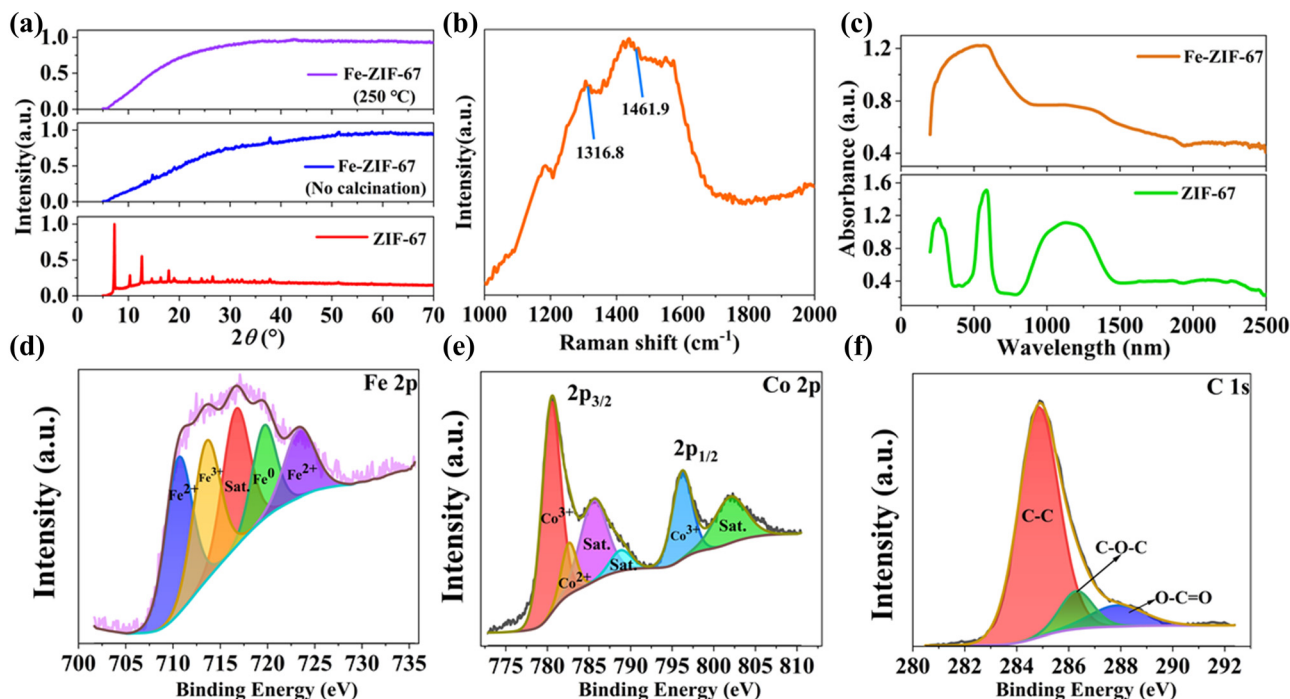 (a)
1.0
0.5
0.0
Fe-ZIF-67
(250 °C)
1.0
0.5
0.0
Fe-ZIF-67
(No calcination)
1.0
0.5
0.0
ZIF-67
0 10 20 30 40 50 60 70
2θ (°)
Intensity(a.u.)
(b)
1316.8
1461.9
1000 1200 1400 1600 1800 2000
Raman shift (cm-1)
Intensity(a.u.)
(c)
1.2
0.8
0.4
Fe-ZIF-67
1.6
1.2
0.8
0.4
ZIF-67
0 500 1000 1500 2000 2500
Wavelength (nm)
Absorbance (a.u.)
(d)
Fe 2p
Fe2+
Fe3+
Sat.
Fe0
Fe2+
700 705 710 715 720 725 730 735
Binding Energy (eV)
Intensity (a.u.)
(e)
Co 2p
2p3/2
2p1/2
Co3+
Co2+
Sat.
Sat.
Co3+
Sat.
775 780 785 790 795 800 805 810
Binding Energy (eV)
Intensity (a.u.)
(f)
C 1s
C-C
C-O-C
O-C=O
280 282 284 286 288 290 292
Binding Energy (eV)
Intensity (a.u.)